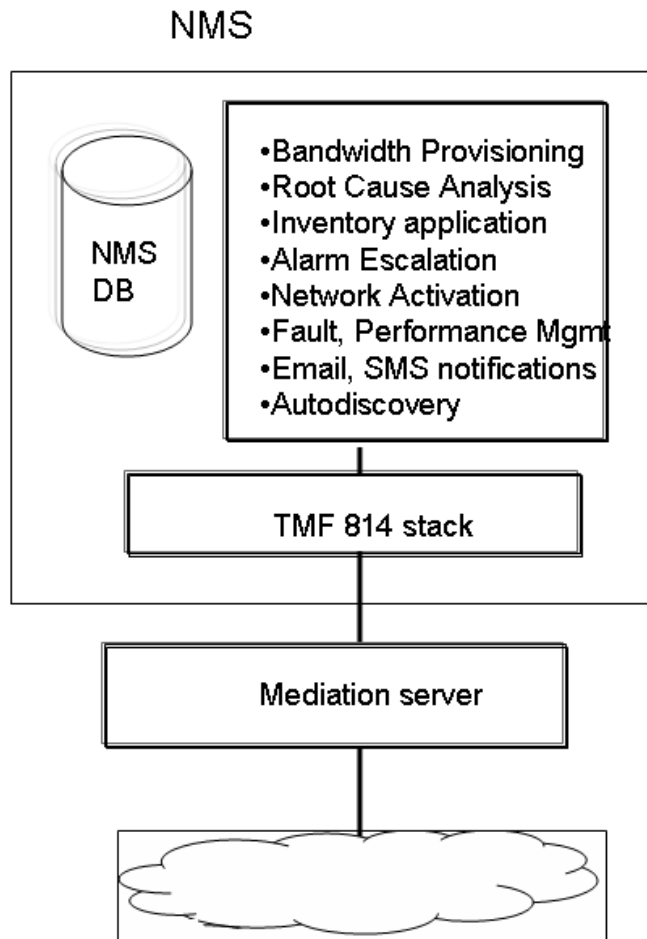 NMS
NMS
DB
•Bandwidth Provisioning
•Root Cause Analysis
•Inventory application
•Alarm Escalation
•Network Activation
•Fault, Performance Mgmt
•Email, SMS notifications
•Autodiscovery
TMF 814 stack
Mediation server